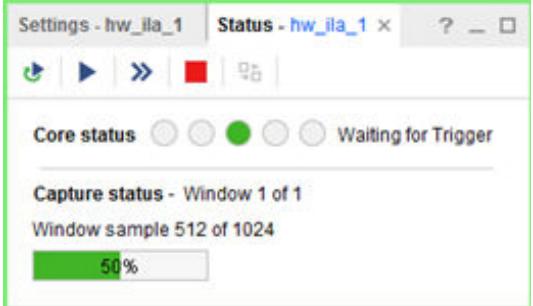 Settings - hw_ila_1 Status - hw_ila_1 × ? _
Core status Waiting for Trigger
Capture status - Window 1 of 1
Window sample 512 of 1024
50%